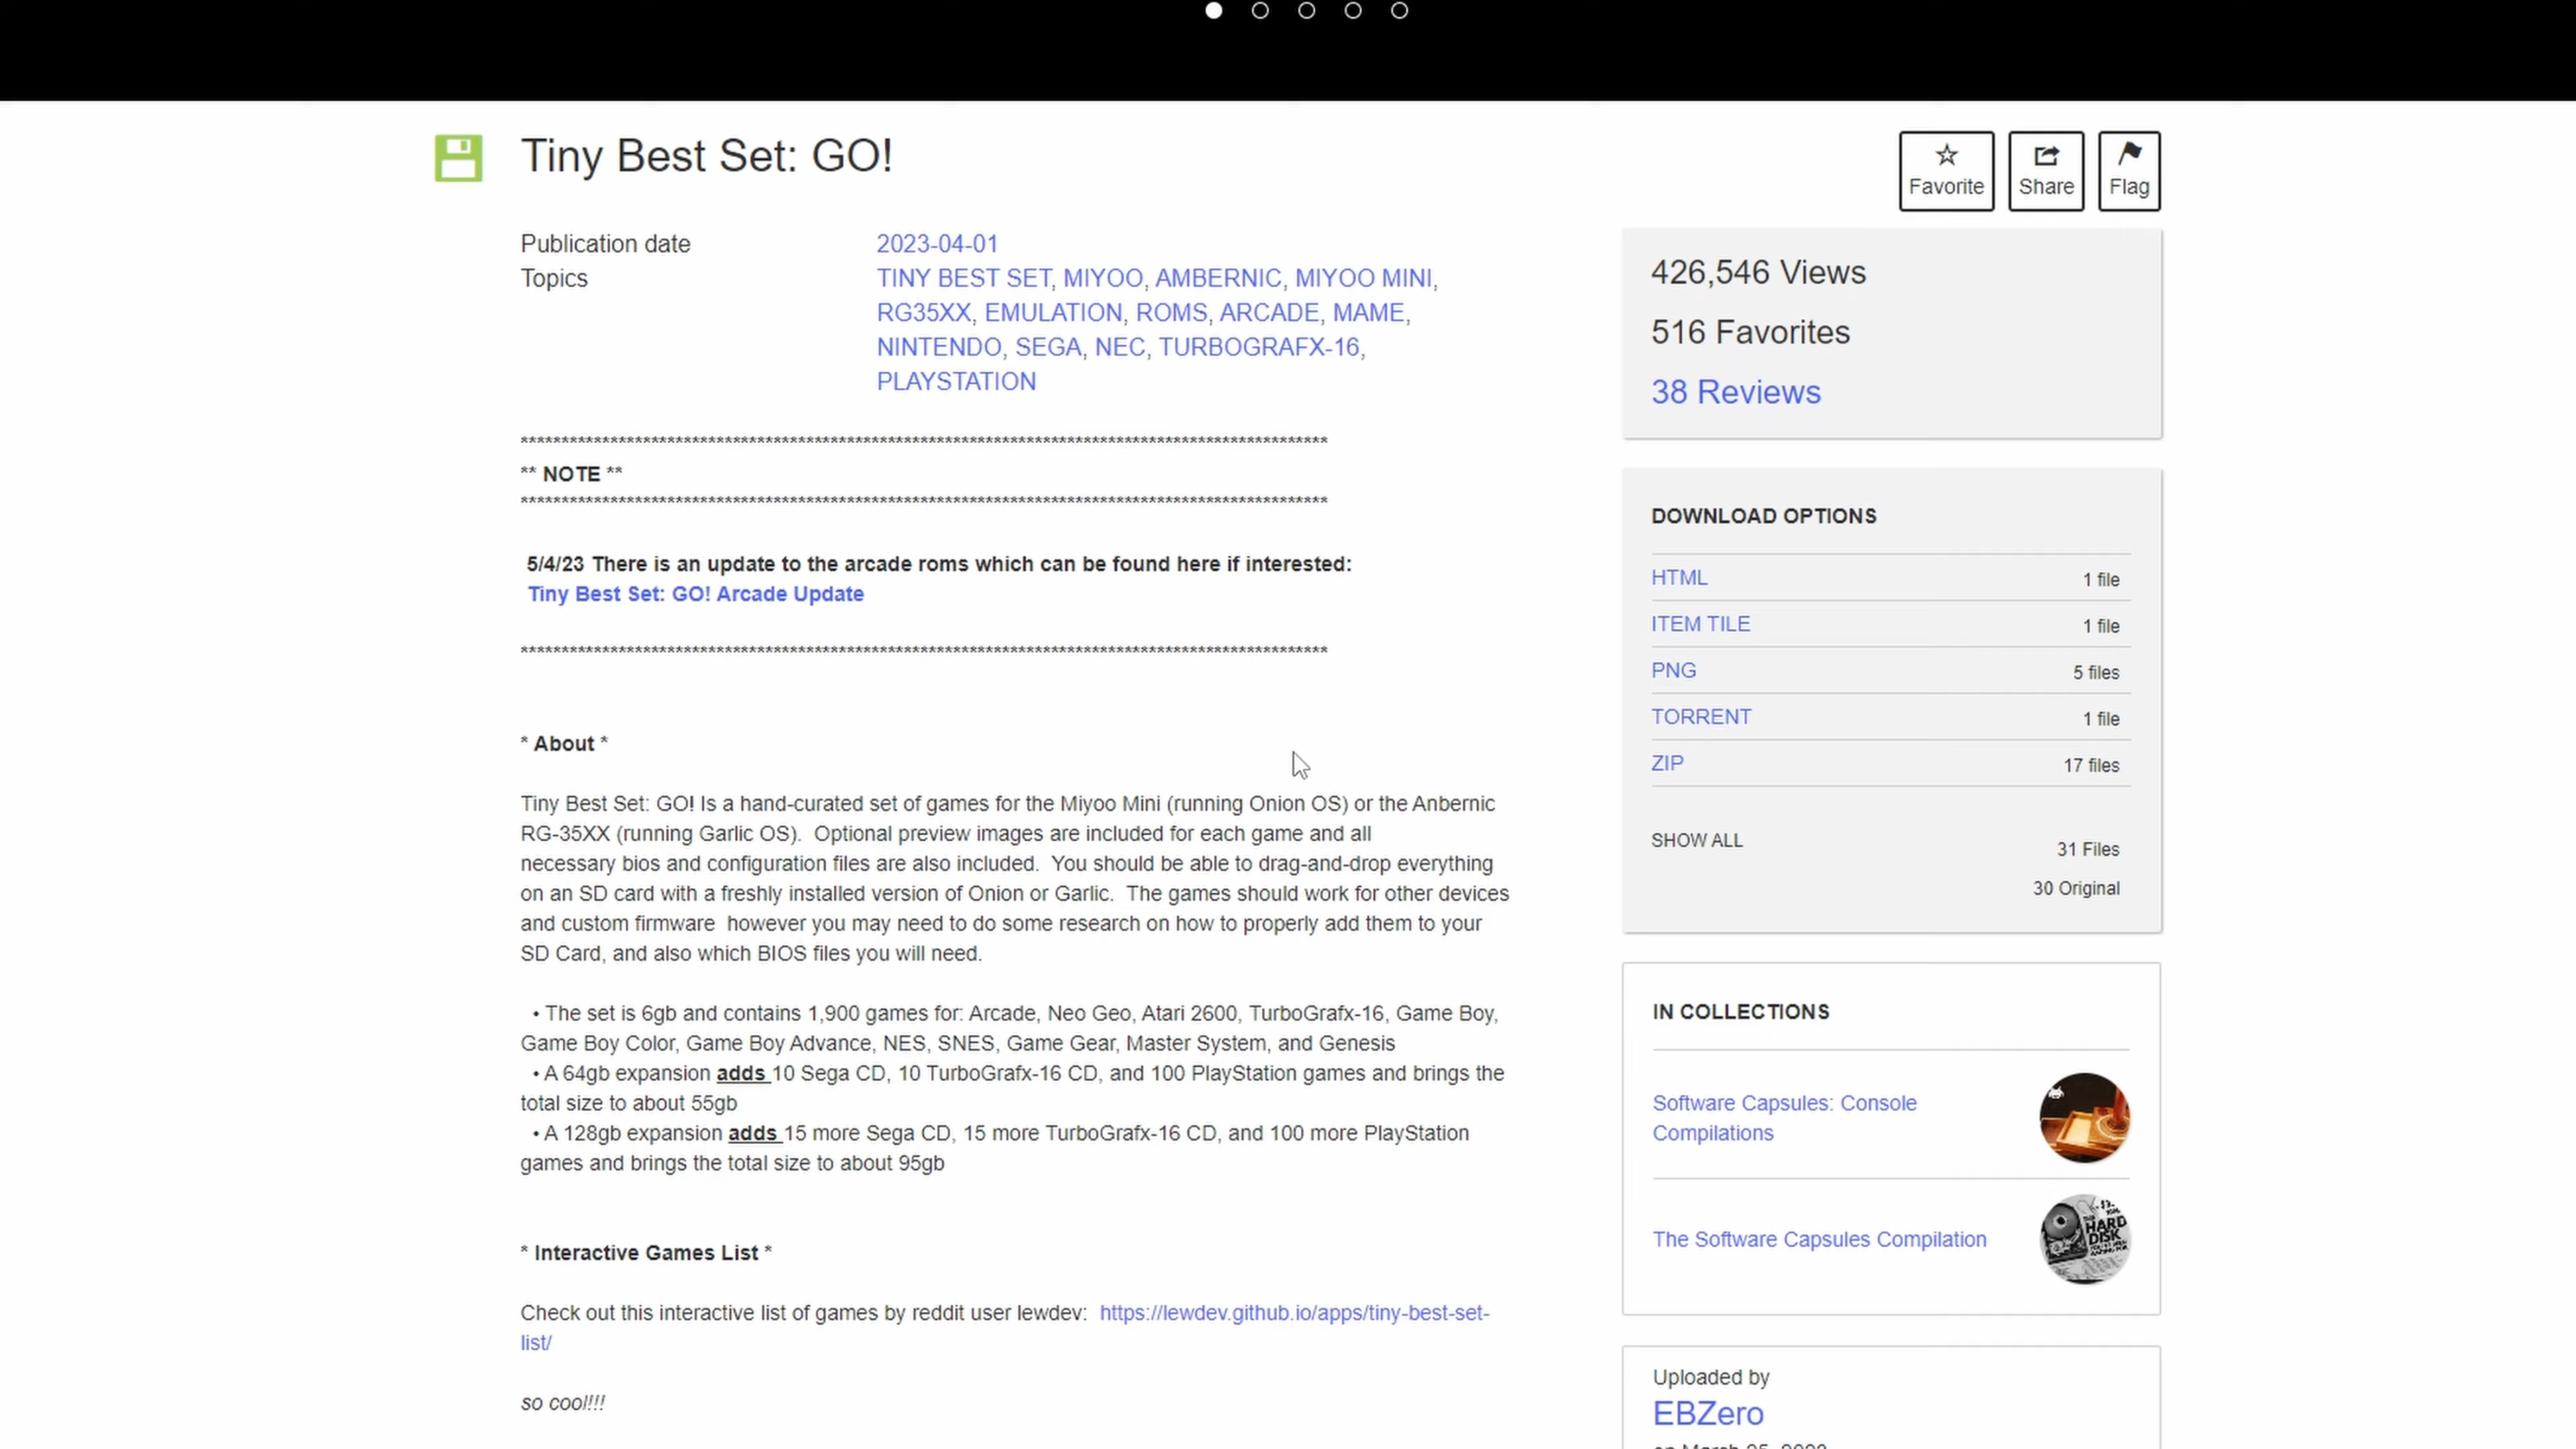 Tiny Best Set: GO!
Favorite
Share
Flag
Publication date
2023-04-01
Topics
TINY BEST SET, MIYOO, AMBERNIC, MIYOO MINI,
RG35XX, EMULATION, ROMS, ARCADE, MAME,
NINTENDO, SEGA, NEC, TURBOGRAFX-16,
PLAYSTATION
** NOTE **
5/4/23 There is an update to the arcade roms which can be found here if interested:
Tiny Best Set: GO! Arcade Update
* About *
Tiny Best Set: GO! Is a hand-curated set of games for the Miyoo Mini (running Onion OS) or the Anbernic
RG-35XX (running Garlic OS).  Optional preview images are included for each game and all
necessary bios and configuration files are also included.  You should be able to drag-and-drop everything
on an SD card with a freshly installed version of Onion or Garlic.  The games should work for other devices
and custom firmware  however you may need to do some research on how to properly add them to your
SD Card, and also which BIOS files you will need.
• The set is 6gb and contains 1,900 games for: Arcade, Neo Geo, Atari 2600, TurboGrafx-16, Game Boy,
Game Boy Color, Game Boy Advance, NES, SNES, Game Gear, Master System, and Genesis
• A 64gb expansion adds 10 Sega CD, 10 TurboGrafx-16 CD, and 100 PlayStation games and brings the
total size to about 55gb
• A 128gb expansion adds 15 more Sega CD, 15 more TurboGrafx-16 CD, and 100 more PlayStation
games and brings the total size to about 95gb
* Interactive Games List *
Check out this interactive list of games by reddit user lewdev:  https://lewdev.github.io/apps/tiny-best-set-
list/
so cool!!!!
426,546 Views
516 Favorites
38 Reviews
DOWNLOAD OPTIONS
HTML 1 file
ITEM TILE 1 file
PNG 5 files
TORRENT 1 file
ZIP 17 files
SHOW ALL 31 Files
30 Original
IN COLLECTIONS
Software Capsules: Console
Compilations
The Software Capsules Compilation
HARD
DISK
Uploaded by
EBZero